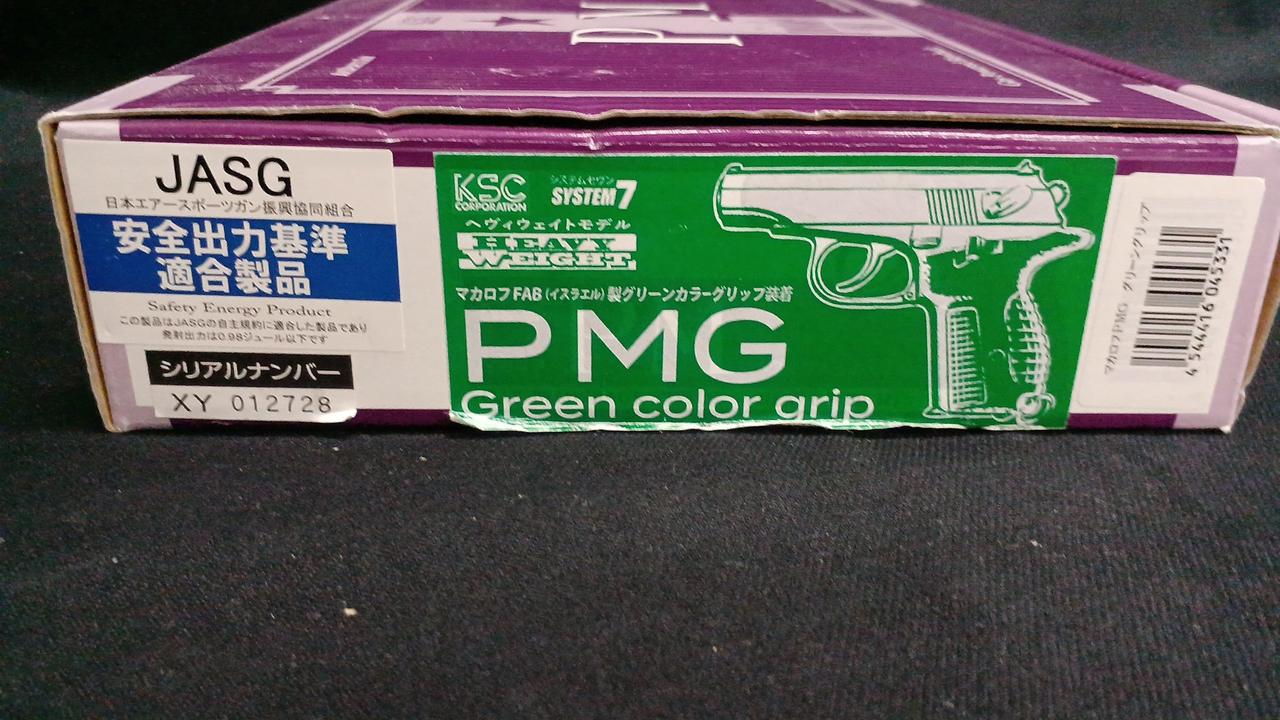 PM
JASG
日本エアースポーツガン振興協同組合
安全出力基準
適合製品
Safety Energy Product
この製品はJASGの自主規約に適合した製品であり
発射出力は0.98ジュール以下です
シリアルナンバー
XY 012728
KSC
CORPORATION
システムセブン
SYSTEM7
ヘヴィウェイトモデル
HEAVY
WEIGHT
マカロフFAB(イスラエル)製グリーンカラーグリップ装着
PMG
Green color grip
マカロフPMG グリーングリップ
4 544416 045331